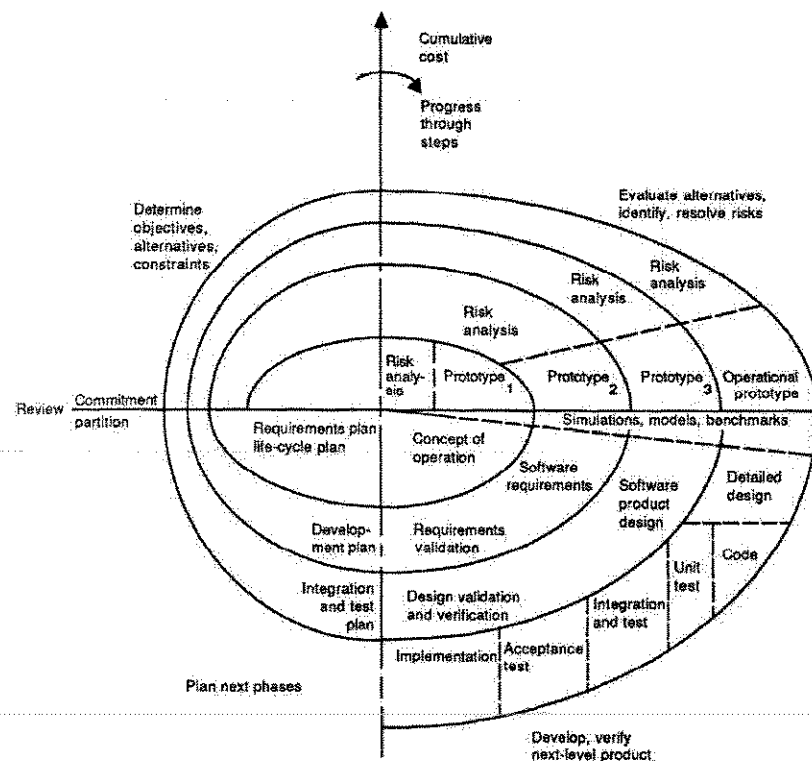 Cumulative
cost
Progress
through
steps
Evaluate alternatives,
identify, resolve risks
Determine
objectives,
alternatives,
constraints
Risk
analysis
Risk
analysis
Risk
analysis
Risk
analy-
sis
Prototype 1
Prototype 2
Prototype 3
Operational
prototype
Review
Commitment
partition
Simulations, models, benchmarks
Requirements plan
life-cycle plan
Concept of
operation
Software
requirements
Software
product
design
Detailed
design
Develop-
ment plan
Requirements
validation
Unit
test
Code
Integration
and test
plan
Design validation
and verification
Integration
and test
Acceptance
test
Implementation
Plan next phases
Develop, verify
next-level product